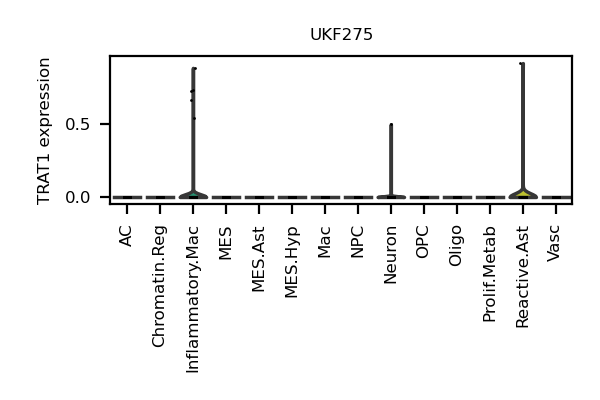 UKF275
TRAT1 expression
0.5
0.0
AC
Chromatin.Reg
Inflammatory.Mac
MES
MES.Ast
MES.Hyp
Mac
NPC
Neuron
OPC
Oligo
Prolif.Metab
Reactive.Ast
Vasc